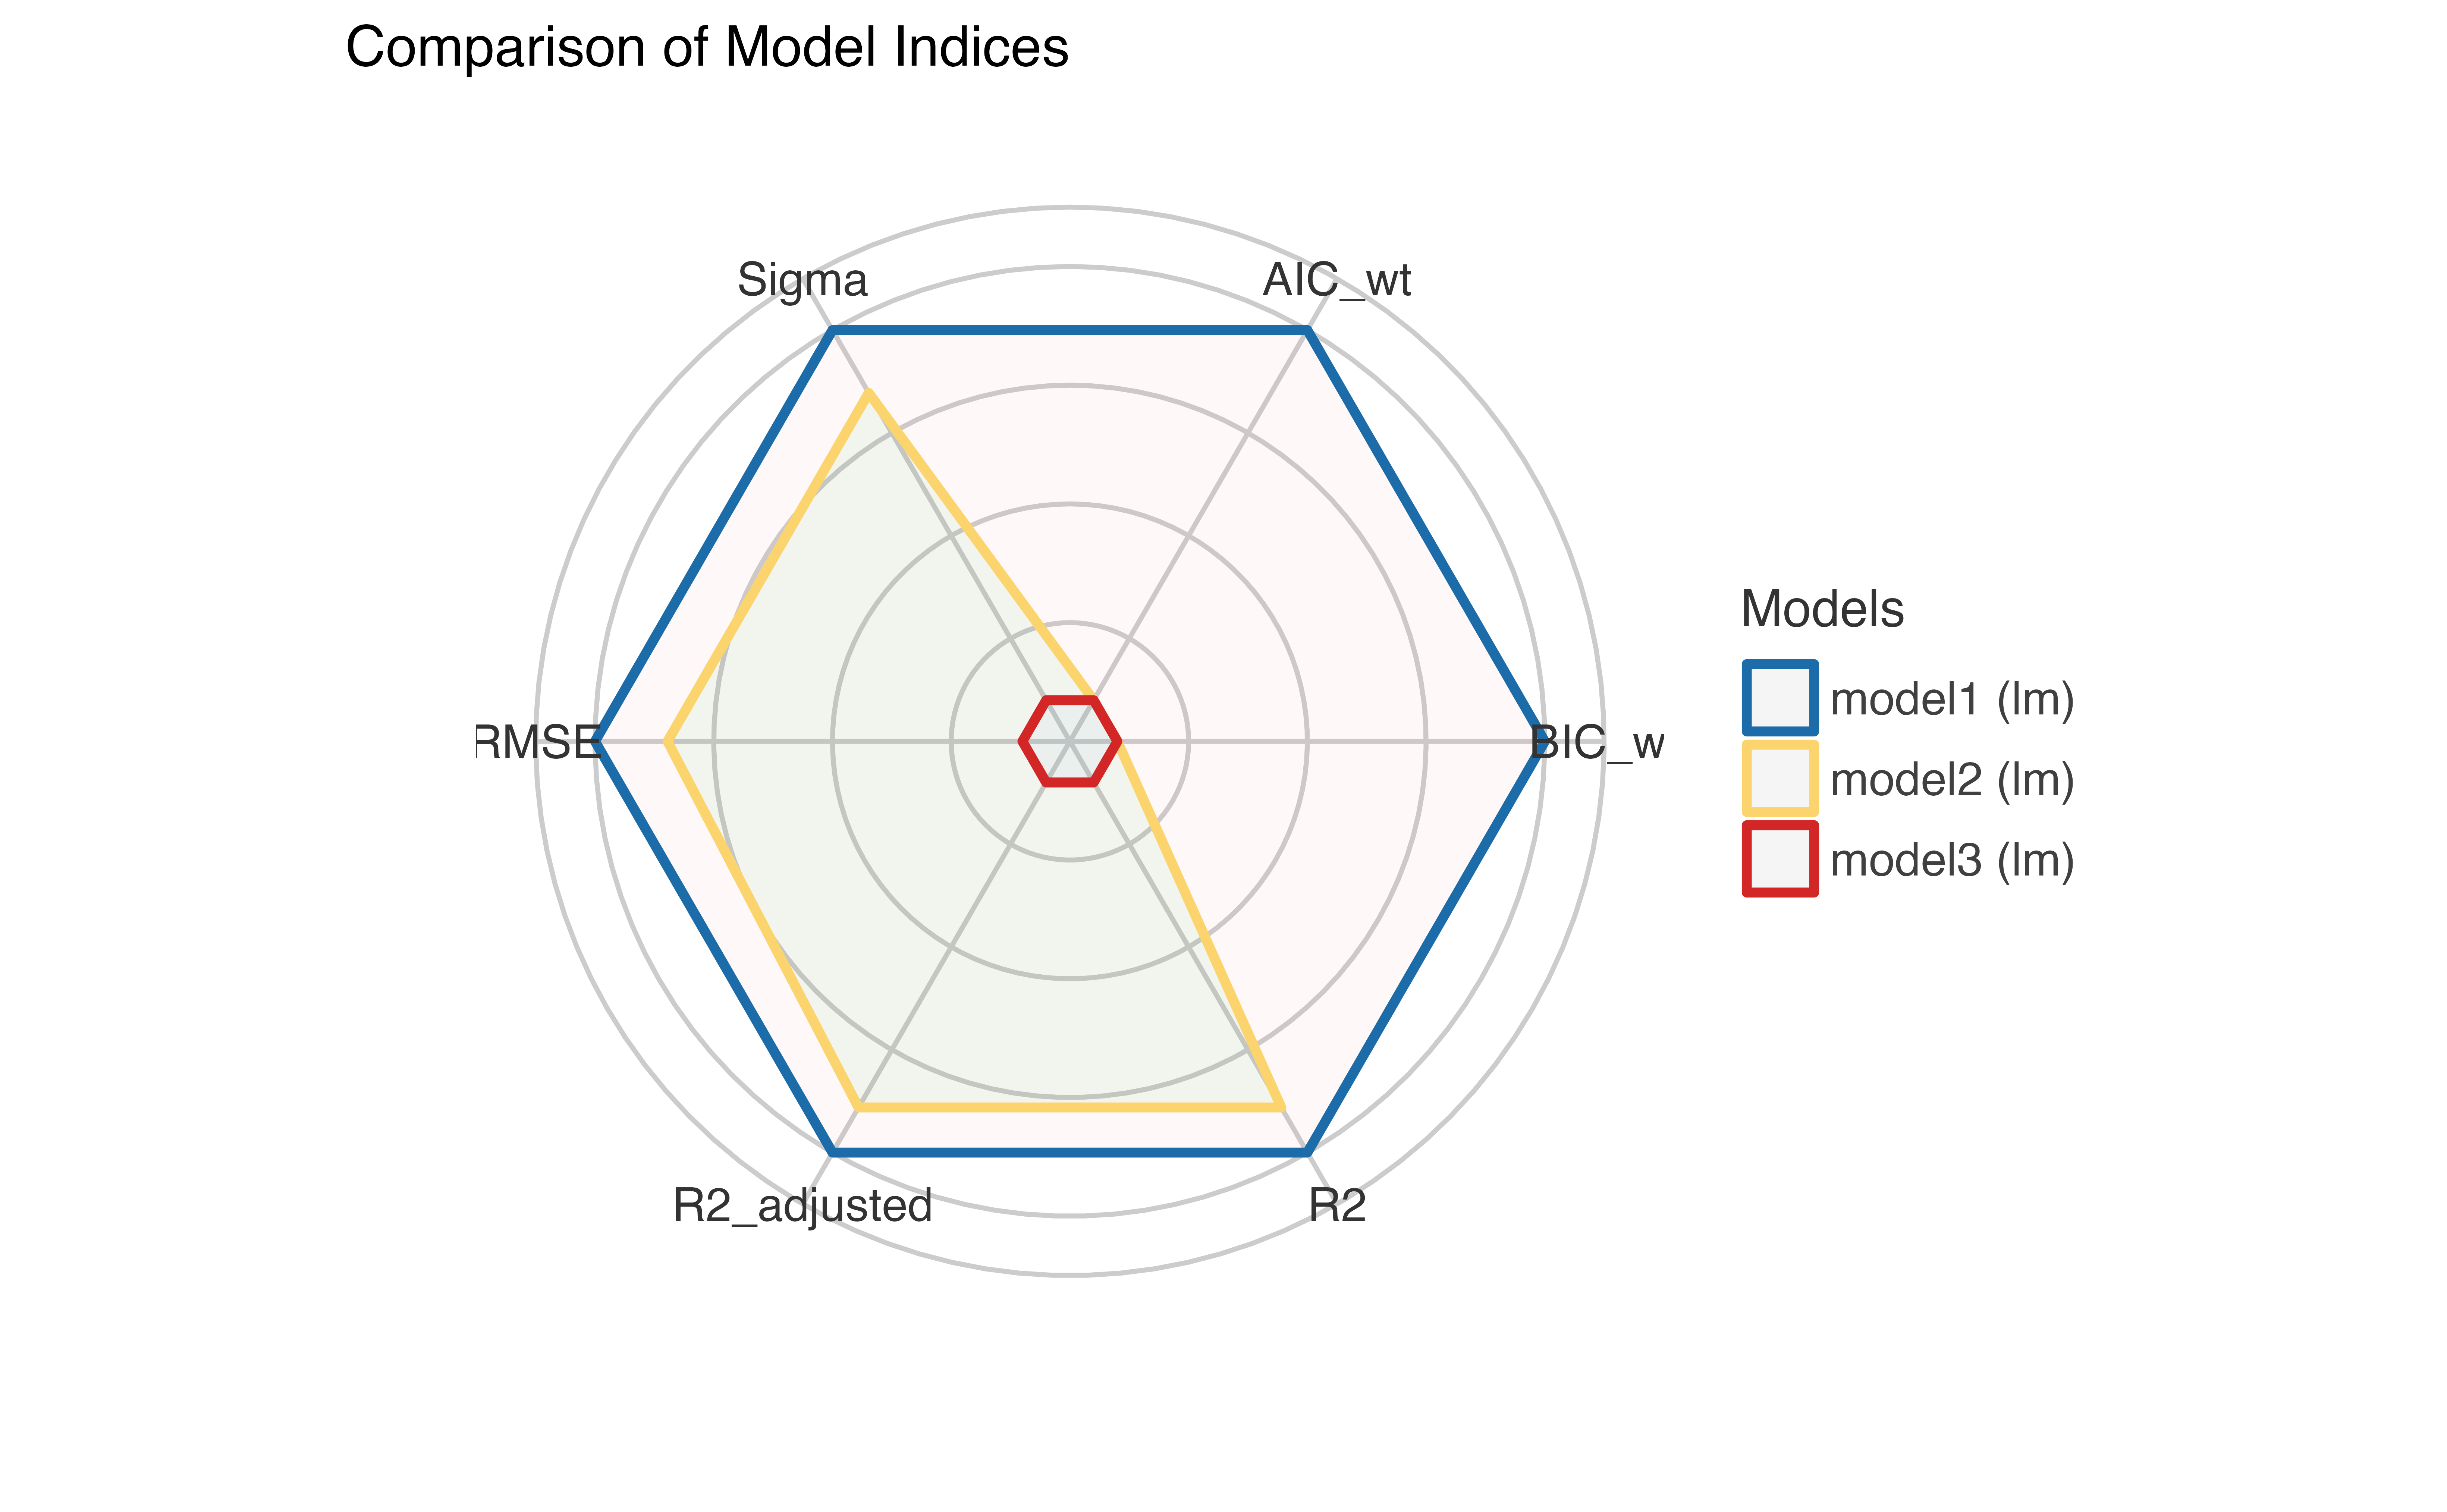 Comparison of Model Indices
Sigma
AIC_wt
RMSE
BIC_w
R2_adjusted
R2
Models
model1 (lm)
model2 (lm)
model3 (lm)